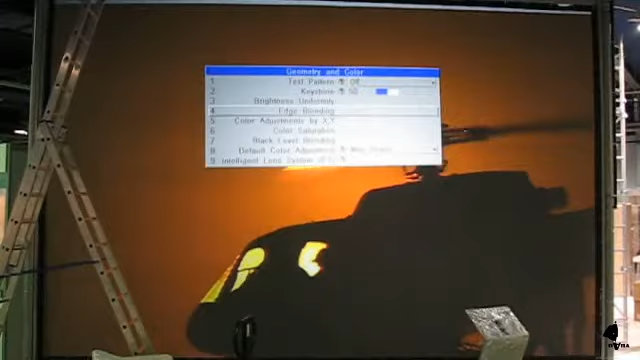 Geometry and Color
1 Test Pattern Off
2 Keystone 50
3 Brightness Uniformity
4 Edge Blending
5 Color Adjustments by X,Y
6 Color Saturation
7 Black Level Blending
8 Default Color Adjustment Max
9 Intelligent Lens System